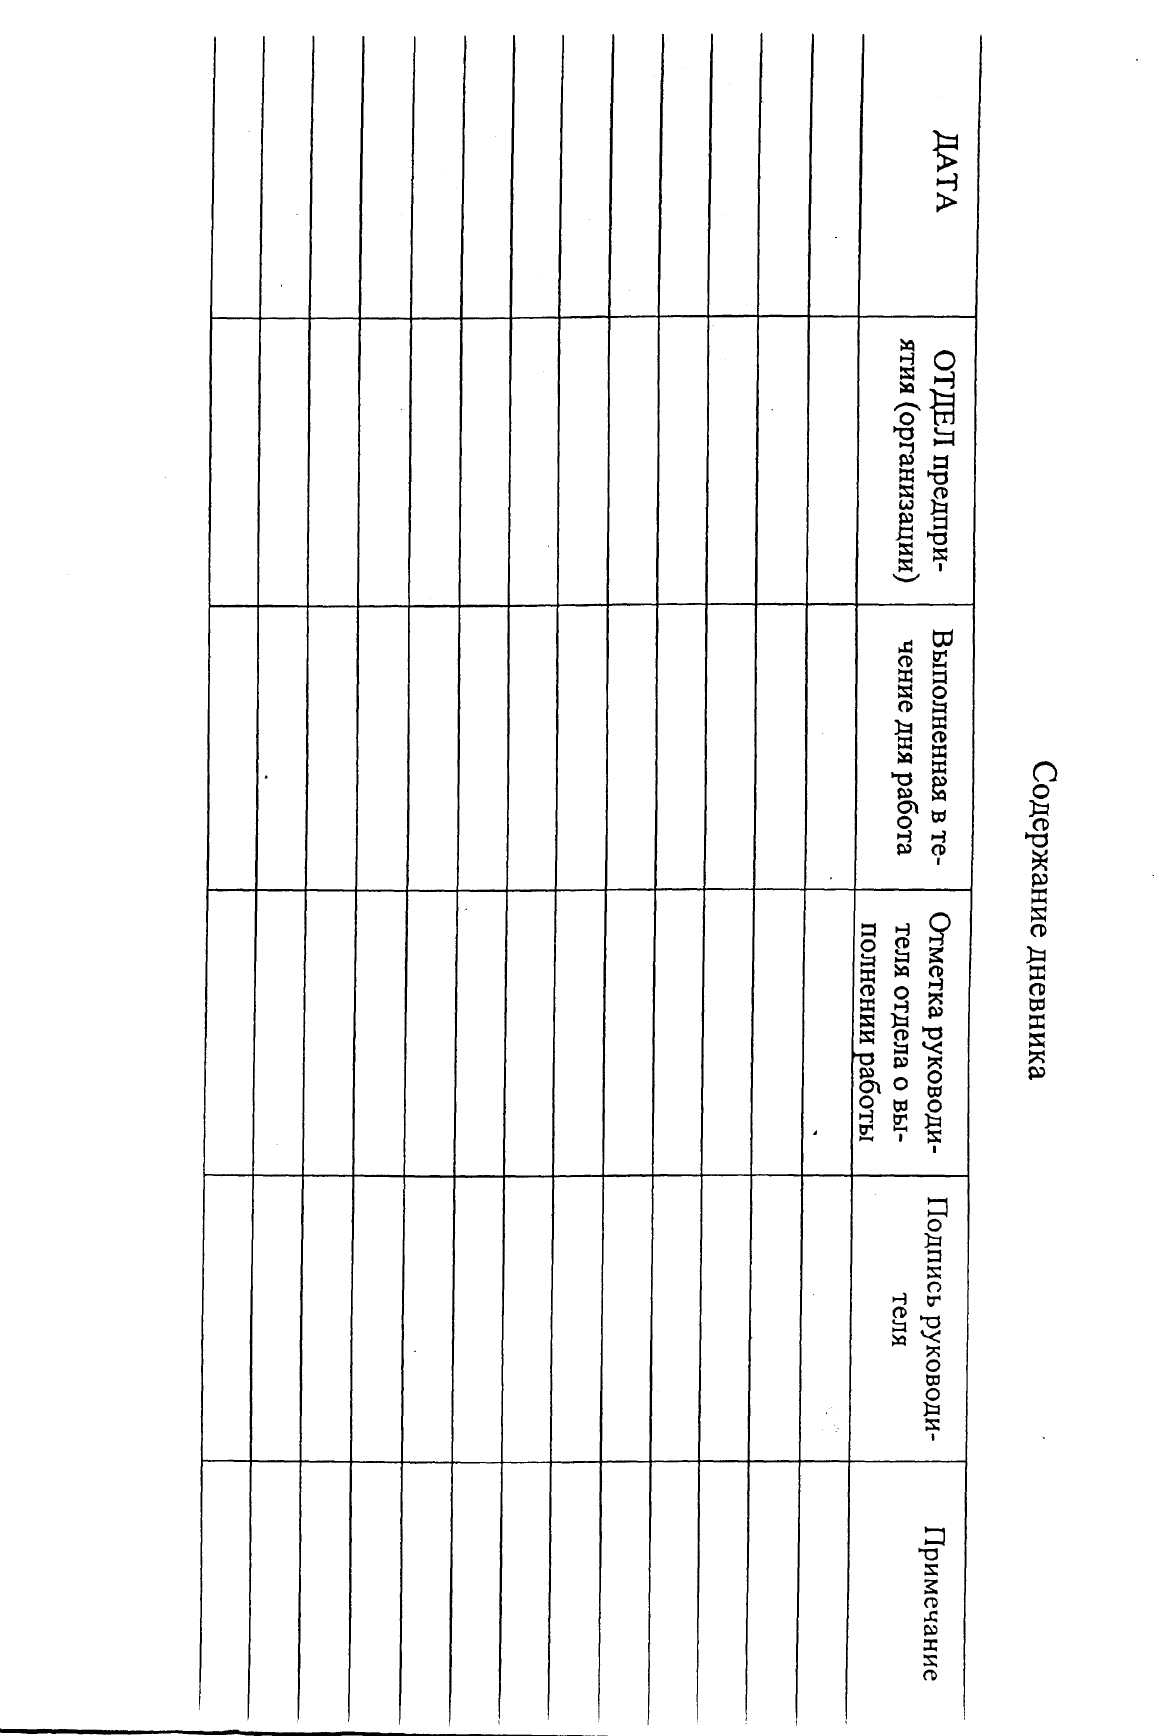 Содержание дневника
ДАТА
ОТДЕЛ предпри-
ятия (организации)
Выполненная в те-
чение дня работа
Отметка руководи-
теля отдела о вы-
полнении работы
Подпись руководи-
теля
Примечание